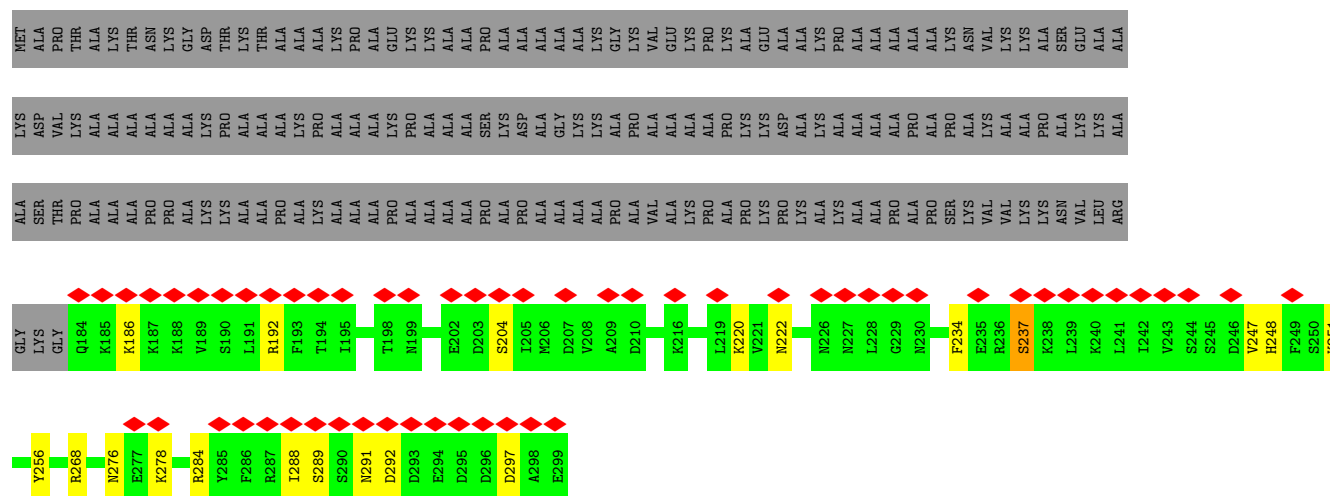 MET ALA PRO THR ALA LYS THR ASN LYS GLY ASP THR LYS THR ALA ALA ALA LYS PRO ALA GLU LYS LYS ALA ALA PRO ALA ALA ALA ALA ALA LYS GLY LYS VAL GLU LYS PRO LYS ALA GLU ALA ALA LYS PRO ALA ALA ALA ALA ALA LYS ASN VAL LYS LYS ALA SER GLU ALA ALA
LYS ASP VAL LYS ALA ALA ALA ALA ALA ALA LYS PRO ALA ALA ALA LYS PRO ALA ALA ALA LYS PRO ALA ALA ALA SER LYS ASP ALA GLY LYS LYS ALA PRO ALA ALA ALA ALA PRO LYS LYS ASP ALA LYS ALA ALA ALA ALA PRO ALA PRO ALA LYS ALA ALA PRO ALA LYS LYS ALA
ALA SER THR PRO ALA ALA ALA PRO PRO ALA LYS LYS ALA ALA PRO ALA LYS ALA ALA ALA PRO ALA ALA ALA ALA PRO ALA PRO ALA ALA ALA ALA PRO ALA VAL ALA LYS PRO ALA PRO LYS PRO LYS ALA LYS ALA ALA PRO ALA PRO SER LYS VAL VAL LYS LYS ASN VAL LEU ARG
GLY LYS GLY Q184 K185 K186 K187 K188 V189 S190 L191 R192 F193 T194 I195 T198 N199 E202 D203 S204 I205 M206 D207 V208 A209 D210 K216 L219 K220 V221 N222 N226 N227 L228 G229 N230 F234 E235 R236 S237 K238 L239 K240 L241 I242 V243 S244 S245 D246 V247 H248 F249 S250
Y256 R268 N276 E277 K278 R284 Y285 F286 R287 I288 S289 S290 N291 D292 D293 E294 D295 D296 D297 A298 E299